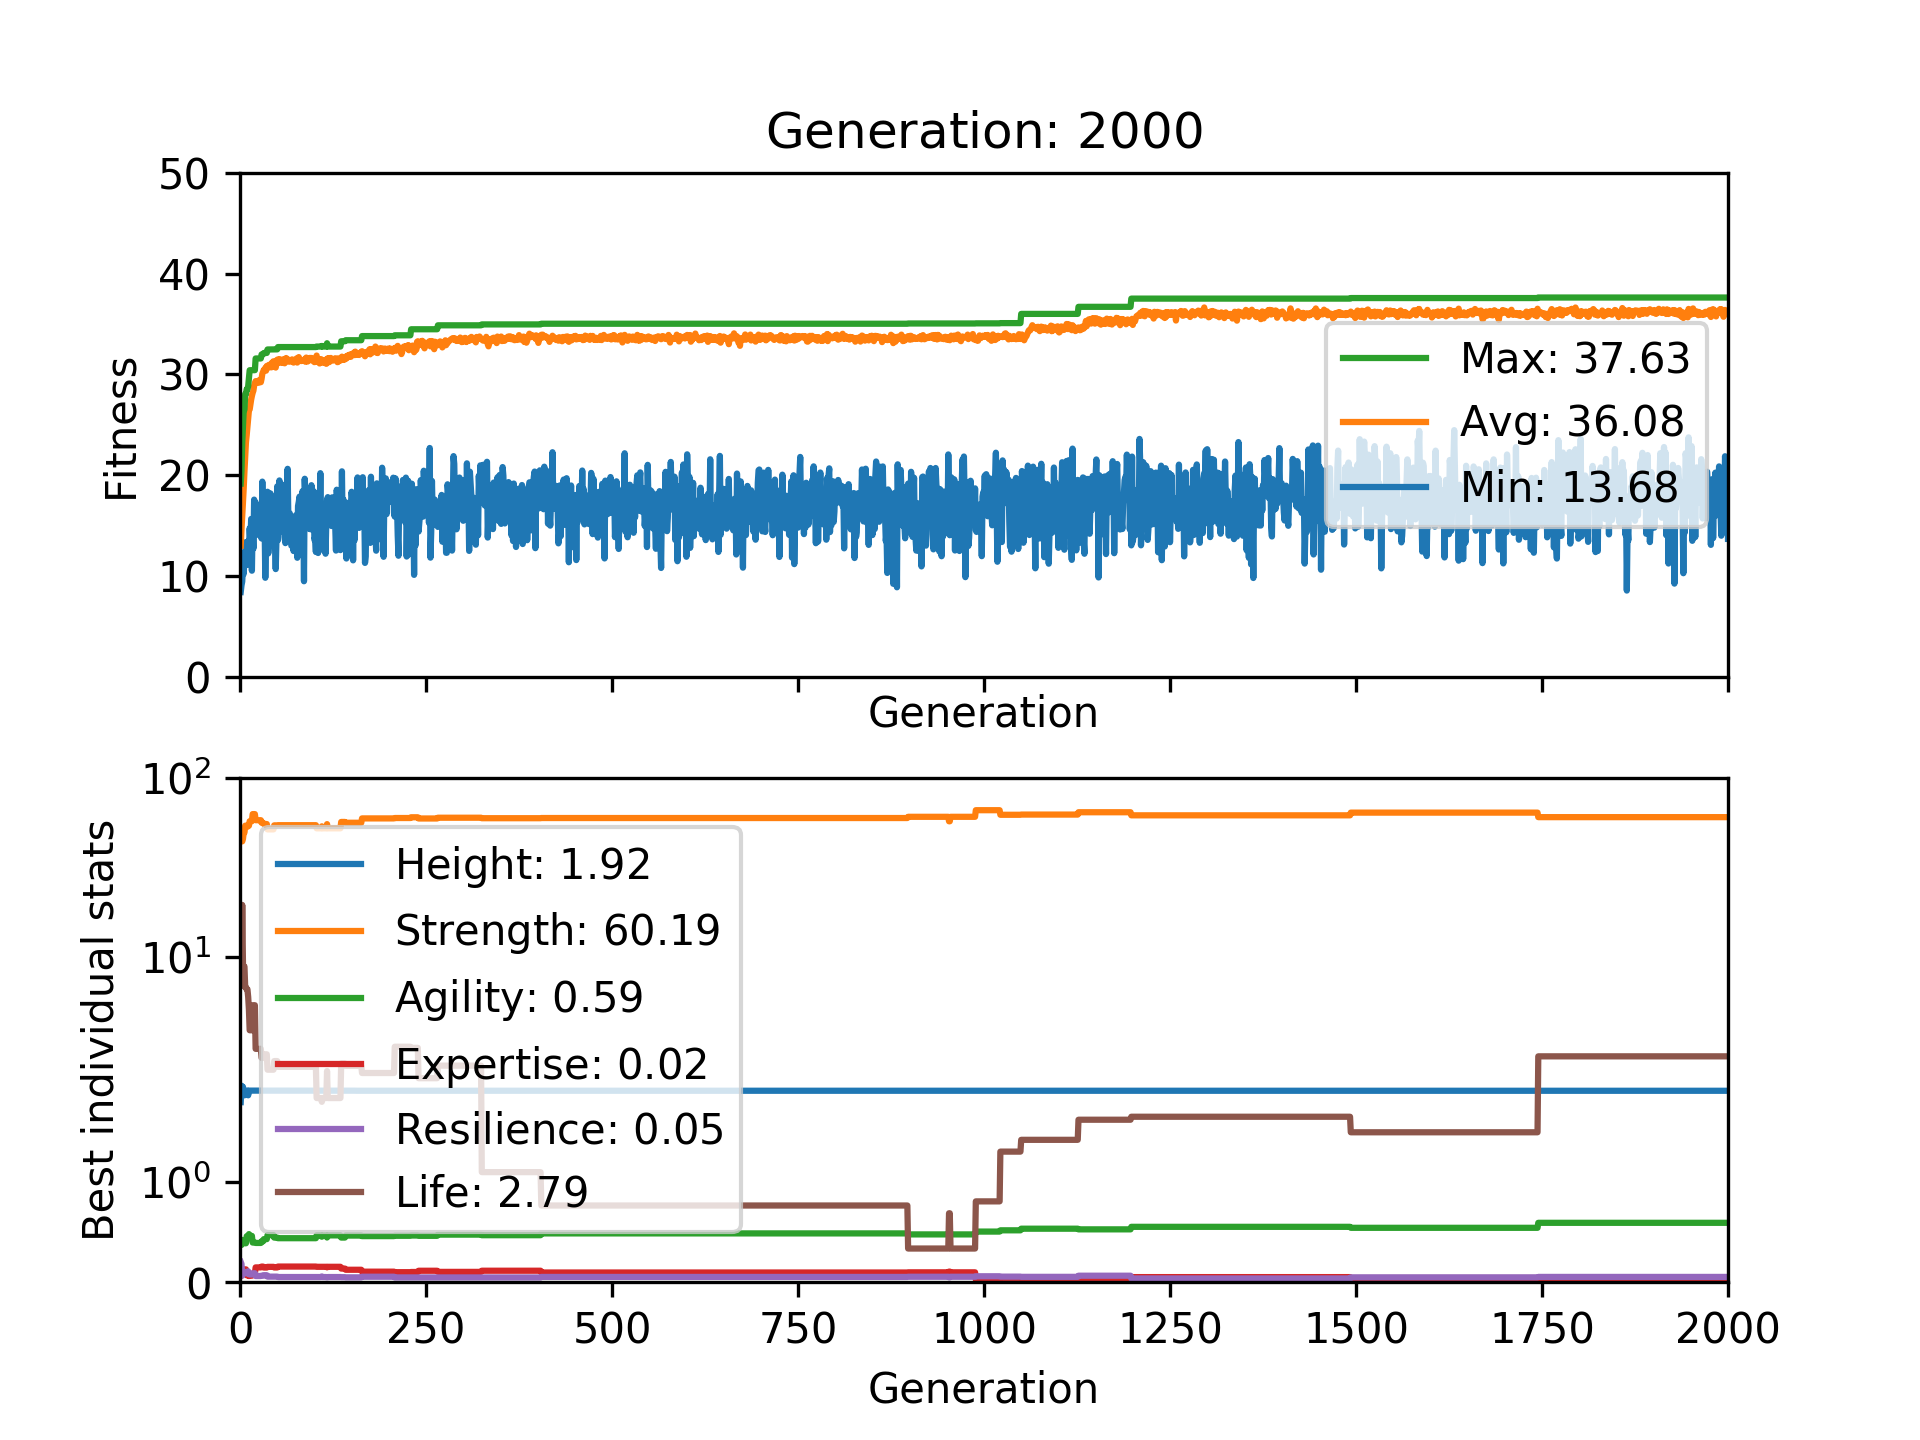 Generation: 2000
50
40
30
20
10
0
Fitness
Max: 37.63
Avg: 36.08
Min: 13.68
Generation
10²
10¹
10⁰
0
Best individual stats
Height: 1.92
Strength: 60.19
Agility: 0.59
Expertise: 0.02
Resilience: 0.05
Life: 2.79
0 250 500 750 1000 1250 1500 1750 2000
Generation